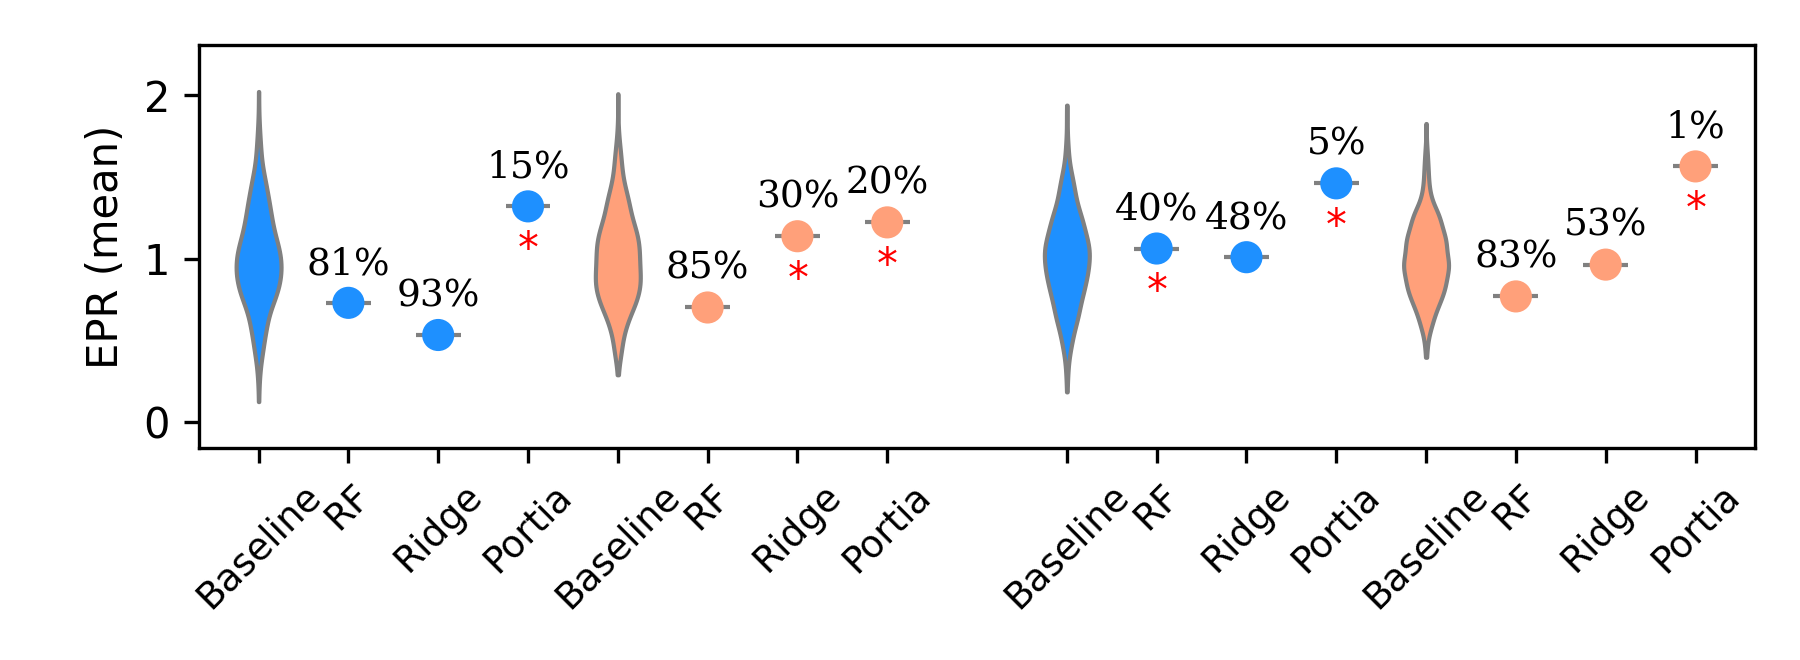 EPR (mean)
2
1
0
81%
93%
15%
*
85%
30%
*
20%
*
40%
*
48%
5%
*
83%
53%
1%
*
Baseline
RF
Ridge
Portia
Baseline
RF
Ridge
Portia
Baseline
RF
Ridge
Portia
Baseline
RF
Ridge
Portia